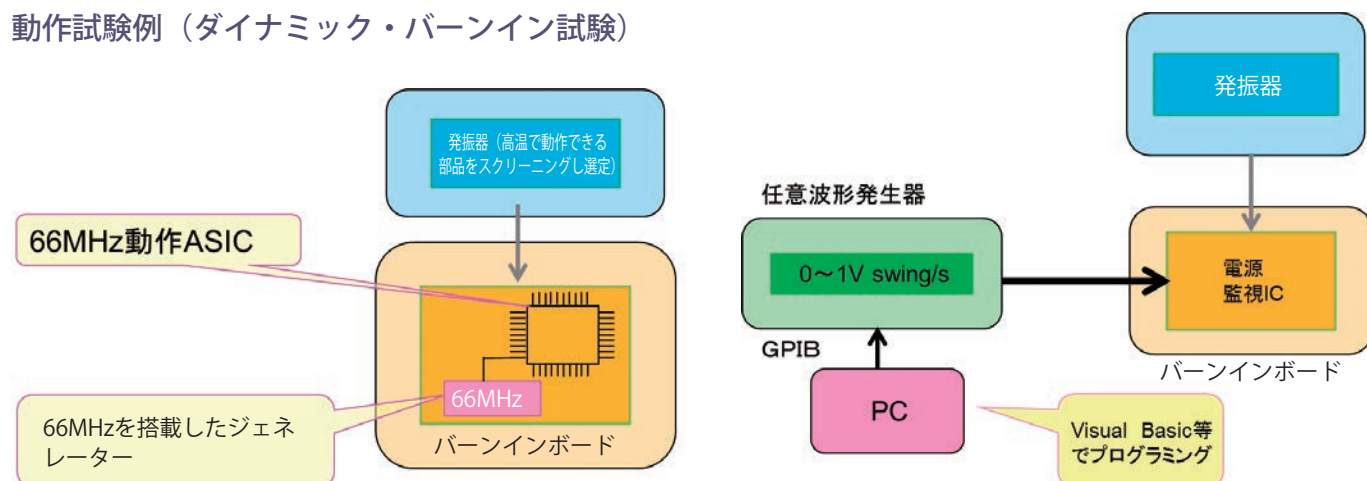 動作試験例（ダイナミック・バーンイン試験）
発振器（高温で動作できる
部品をスクリーニングし選定）
66MHz動作ASIC
66MHz
66MHzを搭載したジェネ
レーター
バーンインボード
発振器
任意波形発生器
0～1V swing/s
電源
監視IC
GPIB
バーンインボード
PC
Visual Basic等
でプログラミング